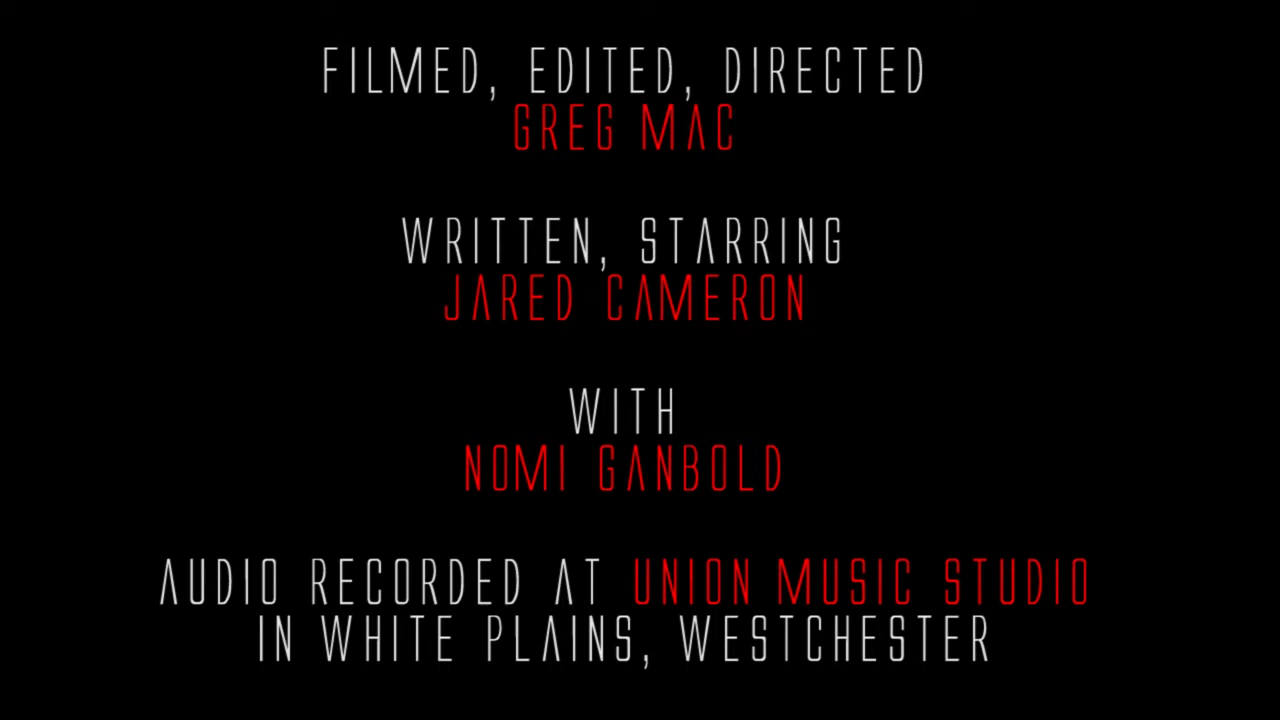 FILMED, EDITED, DIRECTED
GREG MAC
WRITTEN, STARRING
JARED CAMERON
WITH
NOMI GANBOLD
AUDIO RECORDED AT UNION MUSIC STUDIO
IN WHITE PLAINS, WESTCHESTER